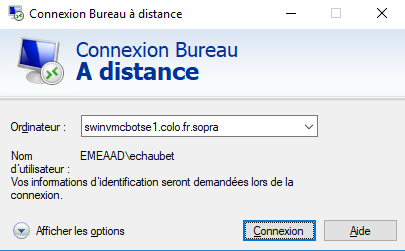 Connexion Bureau à distance
Connexion Bureau
A distance
Ordinateur :
swinvmcbotse1.colo.fr.sopra
Nom d'utilisateur :
EMEAAD\echaubet
Vos informations d'identification seront demandées lors de la
connexion.
Afficher les options
Connexion
Aide